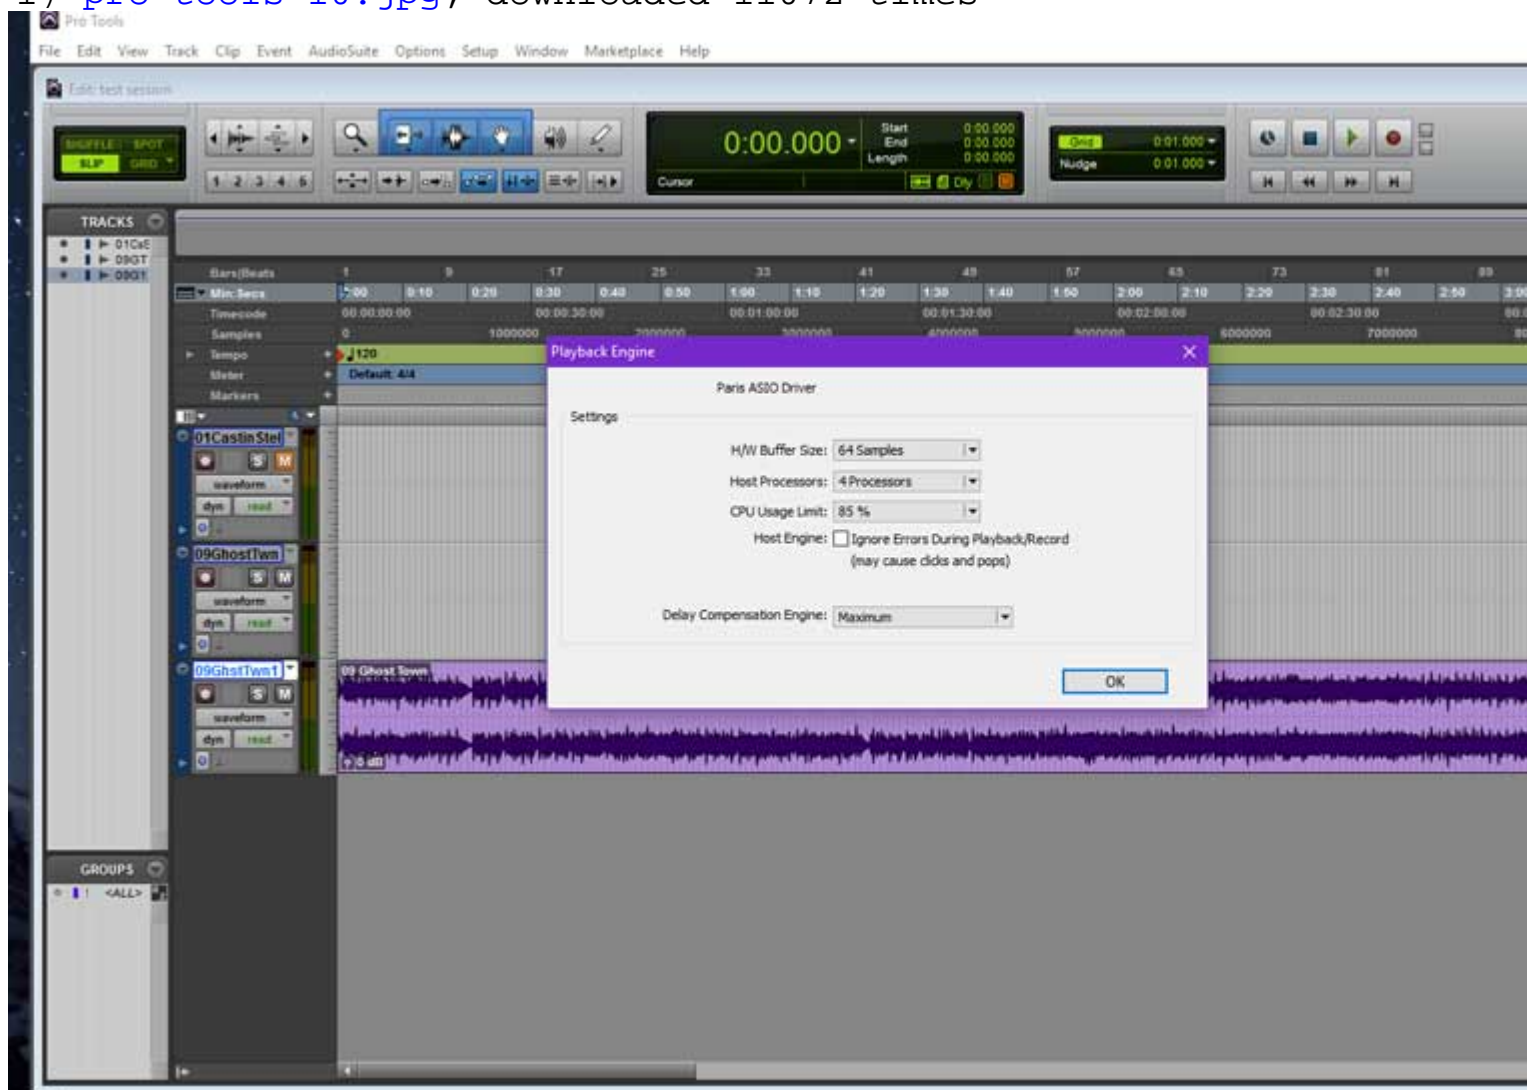 Pro Tools
File Edit View Track Clip Event AudioSuite Options Setup Window Marketplace Help
Edit: test session
SHUFFLE SPOT
SLIP GRID
1 2 3 4 5
0:00.000
Start 0:00.000
End 0:00.000
Length 0:00.000
Cursor
Dly
Grid 0:01.000
Nudge 0:01.000
TRACKS
09GT
Bars|Beats 1 9 17 25 33 41 49 57 65 73 81 89
Min:Secs 0:10 0:20 0:30 0:40 0:50 1:00 1:10 1:20 1:30 1:40 1:50 2:00 2:10 2:20 2:30 2:40 2:50
Timecode 00:00:00:00 00:00:30:00 00:01:00:00 00:01:30:00 00:02:00:00 00:02:30:00
Samples 0 1000000 2000000 3000000 4000000 5000000 6000000 7000000
Tempo 120
Meter Default: 4/4
Markers
01CastinStel
S M
waveform
dyn read
09GhostTwn
S M
waveform
dyn read
09GhstTwn1
S M
waveform
dyn read
09 Ghost Town
0 dB
Playback Engine
Paris ASIO Driver
Settings
H/W Buffer Size: 64 Samples
Host Processors: 4 Processors
CPU Usage Limit: 85 %
Host Engine: Ignore Errors During Playback/Record
(may cause clicks and pops)
Delay Compensation Engine: Maximum
OK
GROUPS
! <ALL>